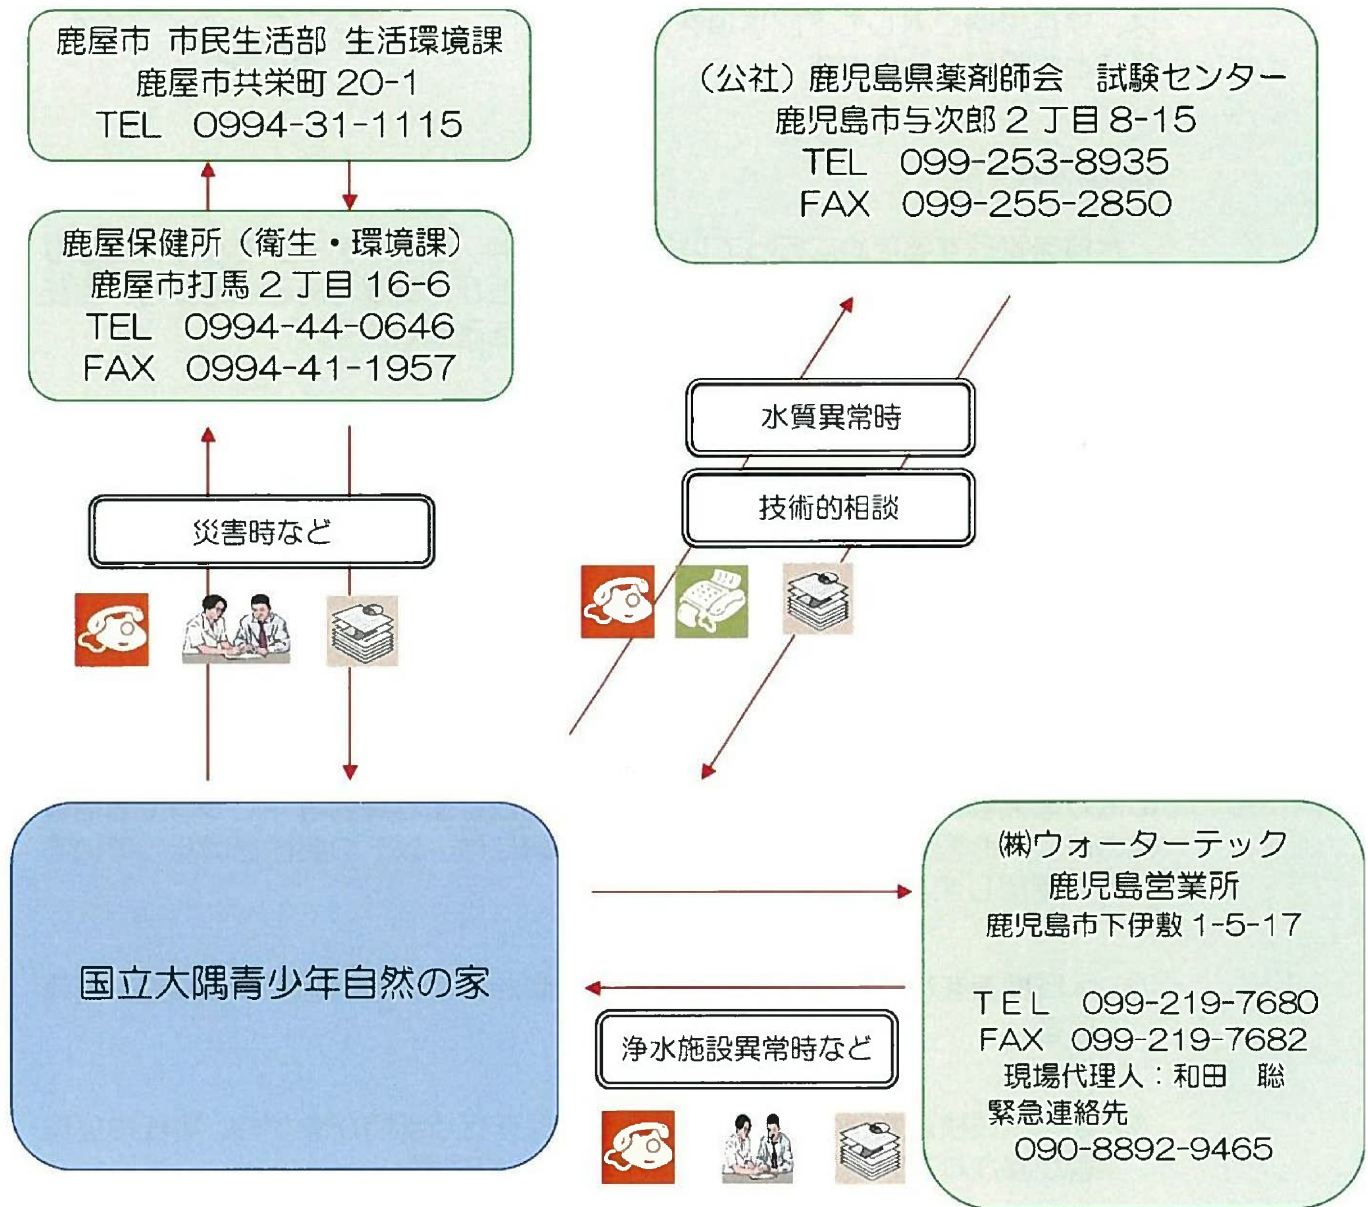 鹿屋市 市民生活部 生活環境課
鹿屋市共栄町 20-1
TEL 0994-31-1115
鹿屋保健所（衛生・環境課）
鹿屋市打馬 2 丁目 16-6
TEL 0994-44-0646
FAX 0994-41-1957
（公社）鹿児島県薬剤師会 試験センター
鹿児島市与次郎 2 丁目 8-15
TEL 099-253-8935
FAX 099-255-2850
水質異常時
技術的相談
災害時など
国立大隅青少年自然の家
浄水施設異常時など
㈱ウォーターテック
鹿児島営業所
鹿児島市下伊敷 1-5-17
ＴＥＬ 099-219-7680
FAX 099-219-7682
現場代理人：和田 聡
緊急連絡先
090-8892-9465